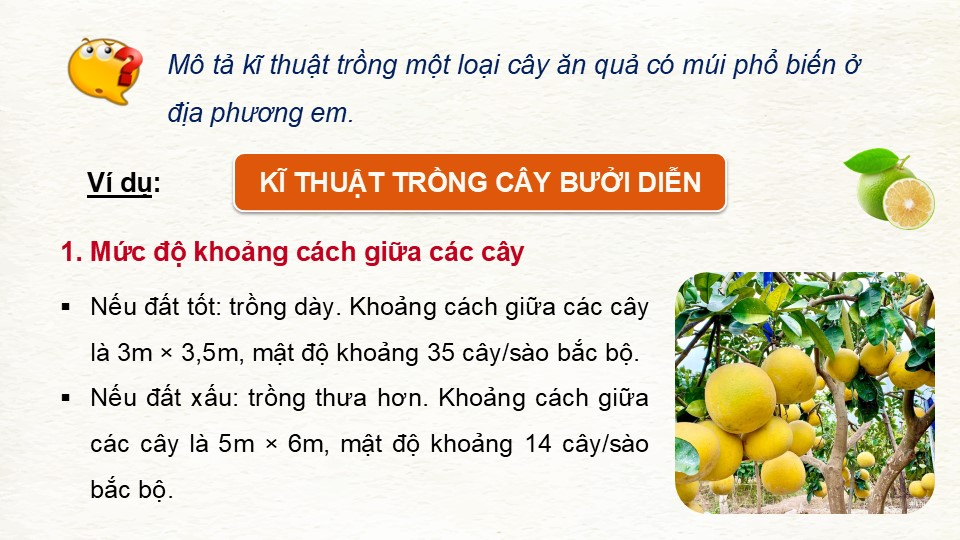 Mô tả kĩ thuật trồng một loại cây ăn quả có múi phổ biến ở
địa phương em.
Ví dụ:
KĨ THUẬT TRỒNG CÂY BƯỞI DIỄN
1. Mức độ khoảng cách giữa các cây
▪ Nếu đất tốt: trồng dày. Khoảng cách giữa các cây
là 3m × 3,5m, mật độ khoảng 35 cây/sào bắc bộ.
▪ Nếu đất xấu: trồng thưa hơn. Khoảng cách giữa
các cây là 5m × 6m, mật độ khoảng 14 cây/sào
bắc bộ.